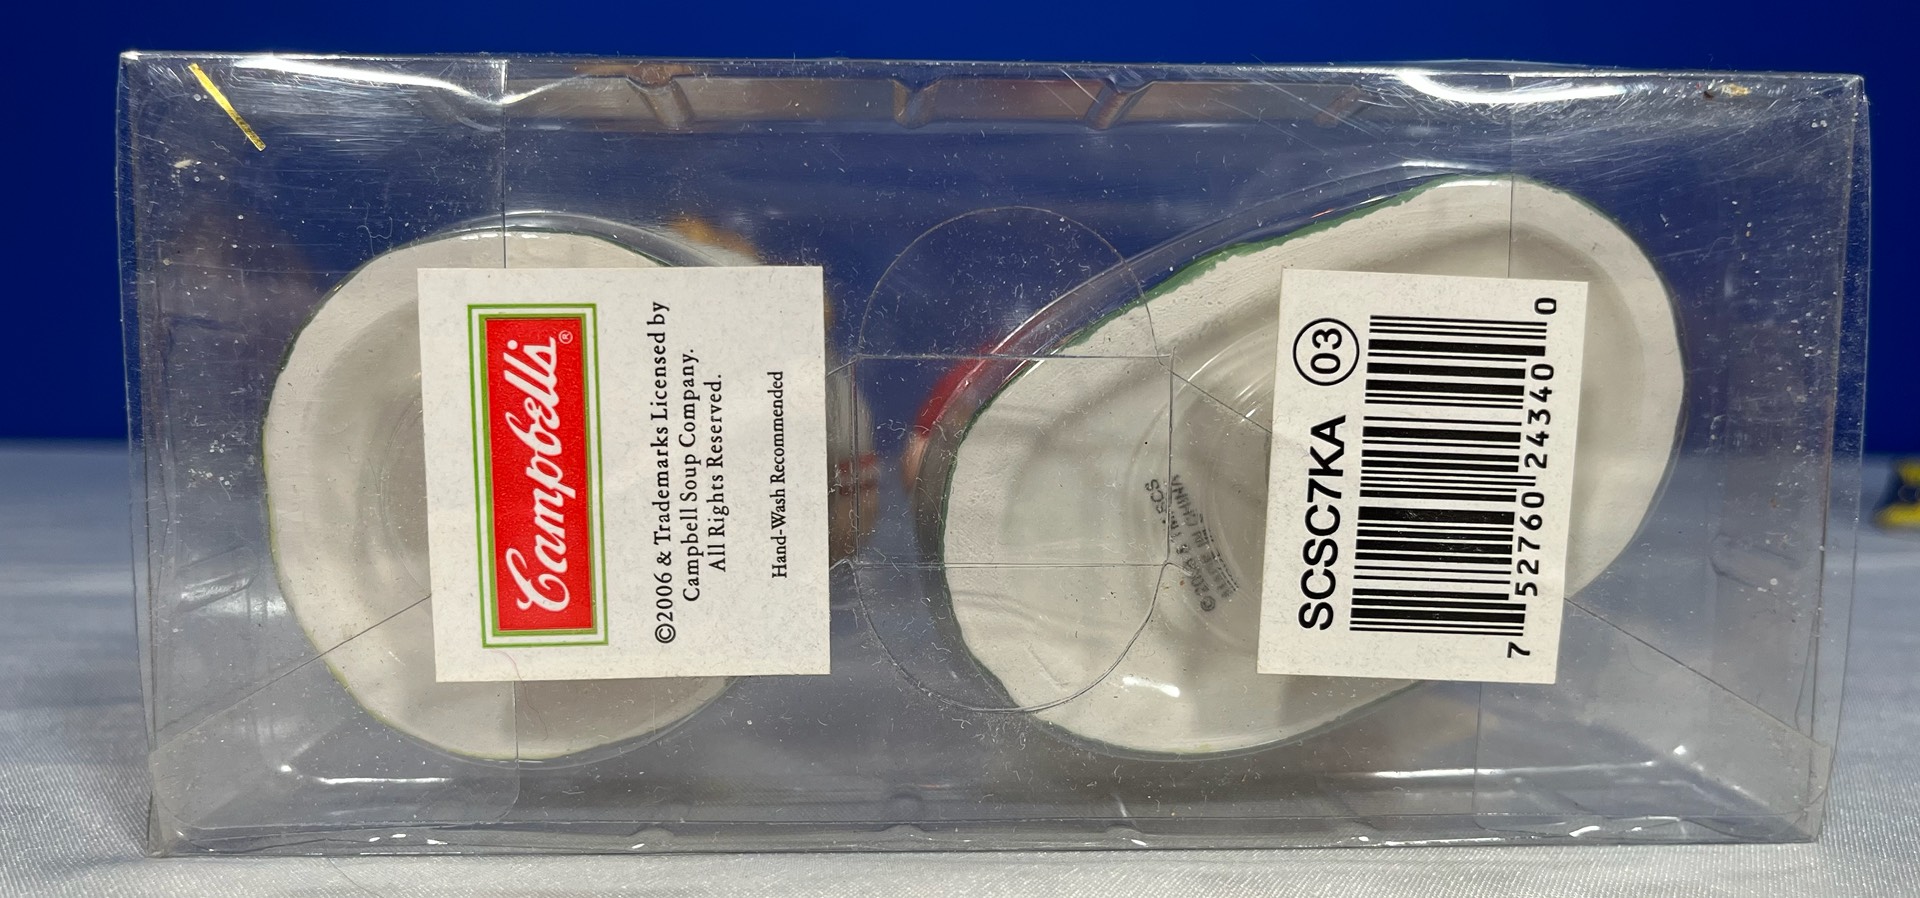 Campbell's®
©2006 & Trademarks Licensed by
Campbell Soup Company.
All Rights Reserved.
Hand-Wash Recommended
SCSC7KA 03
7 52760 24340 0